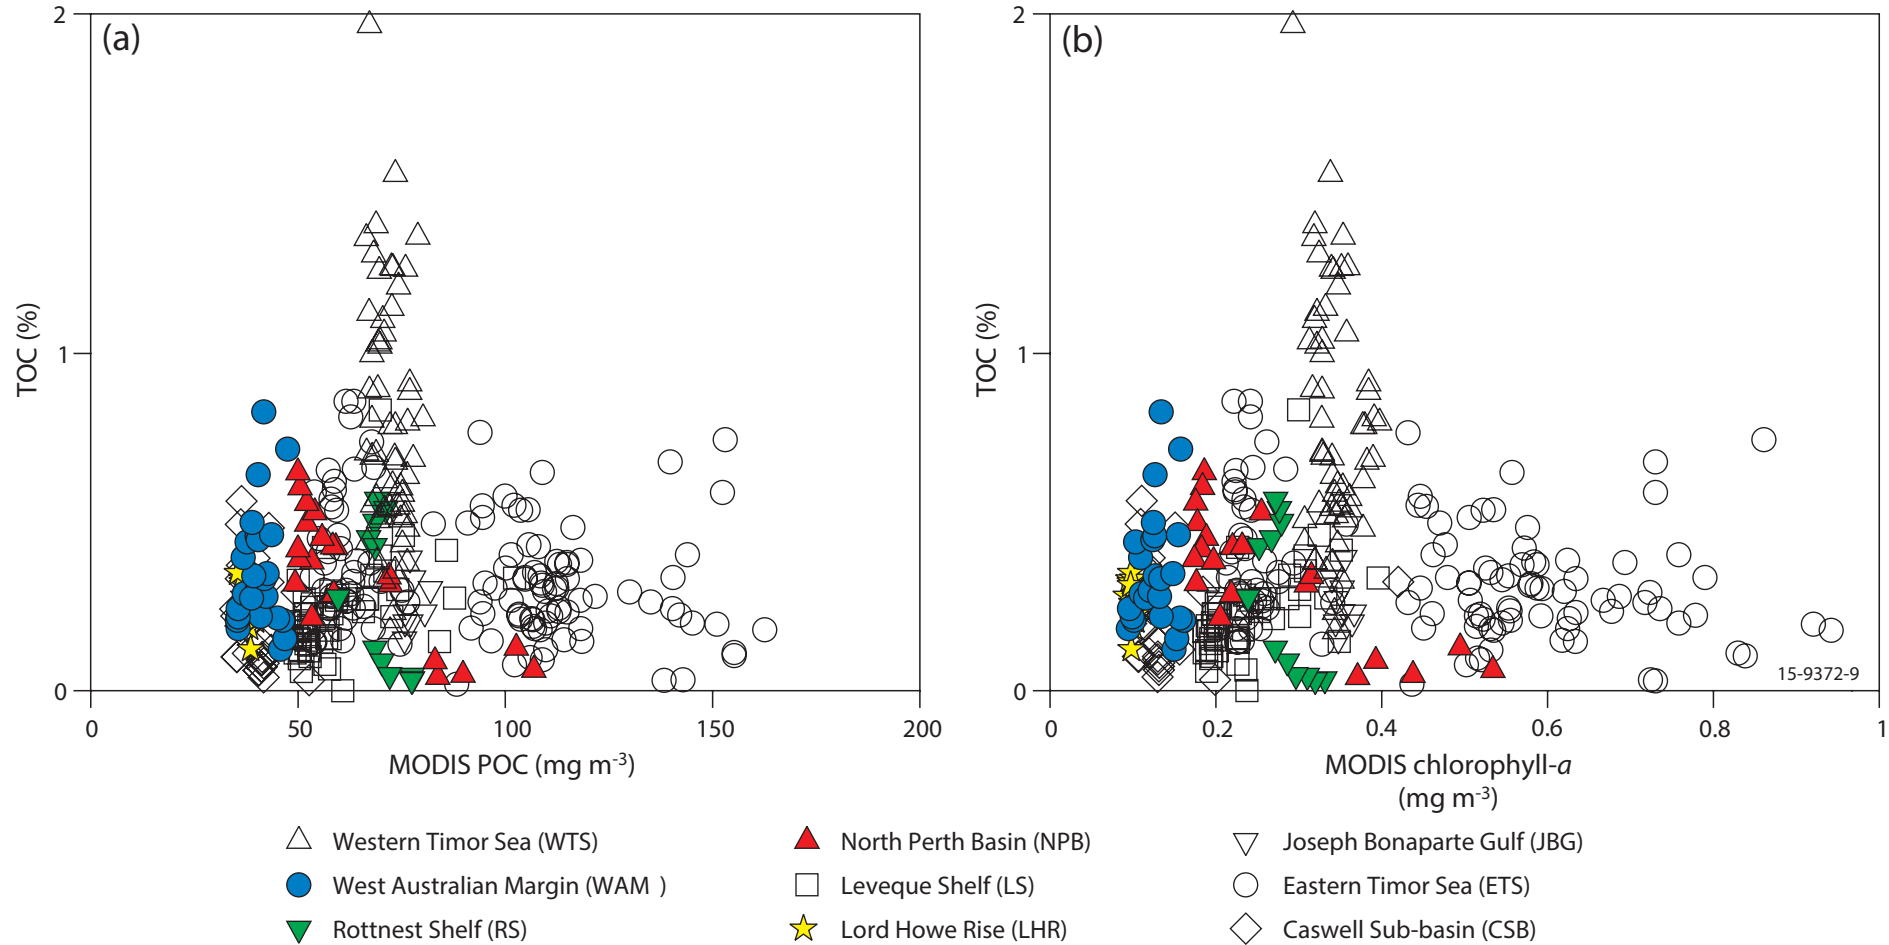 (a)
2
1
0
TOC (%)
0
50
100
150
200
MODIS POC (mg m⁻³)
(b)
2
1
0
TOC (%)
15-9372-9
0
0.2
0.4
0.6
0.8
1
MODIS chlorophyll-a
(mg m⁻³)
Western Timor Sea (WTS)
West Australian Margin (WAM )
Rottnest Shelf (RS)
North Perth Basin (NPB)
Leveque Shelf (LS)
Lord Howe Rise (LHR)
Joseph Bonaparte Gulf (JBG)
Eastern Timor Sea (ETS)
Caswell Sub-basin (CSB)